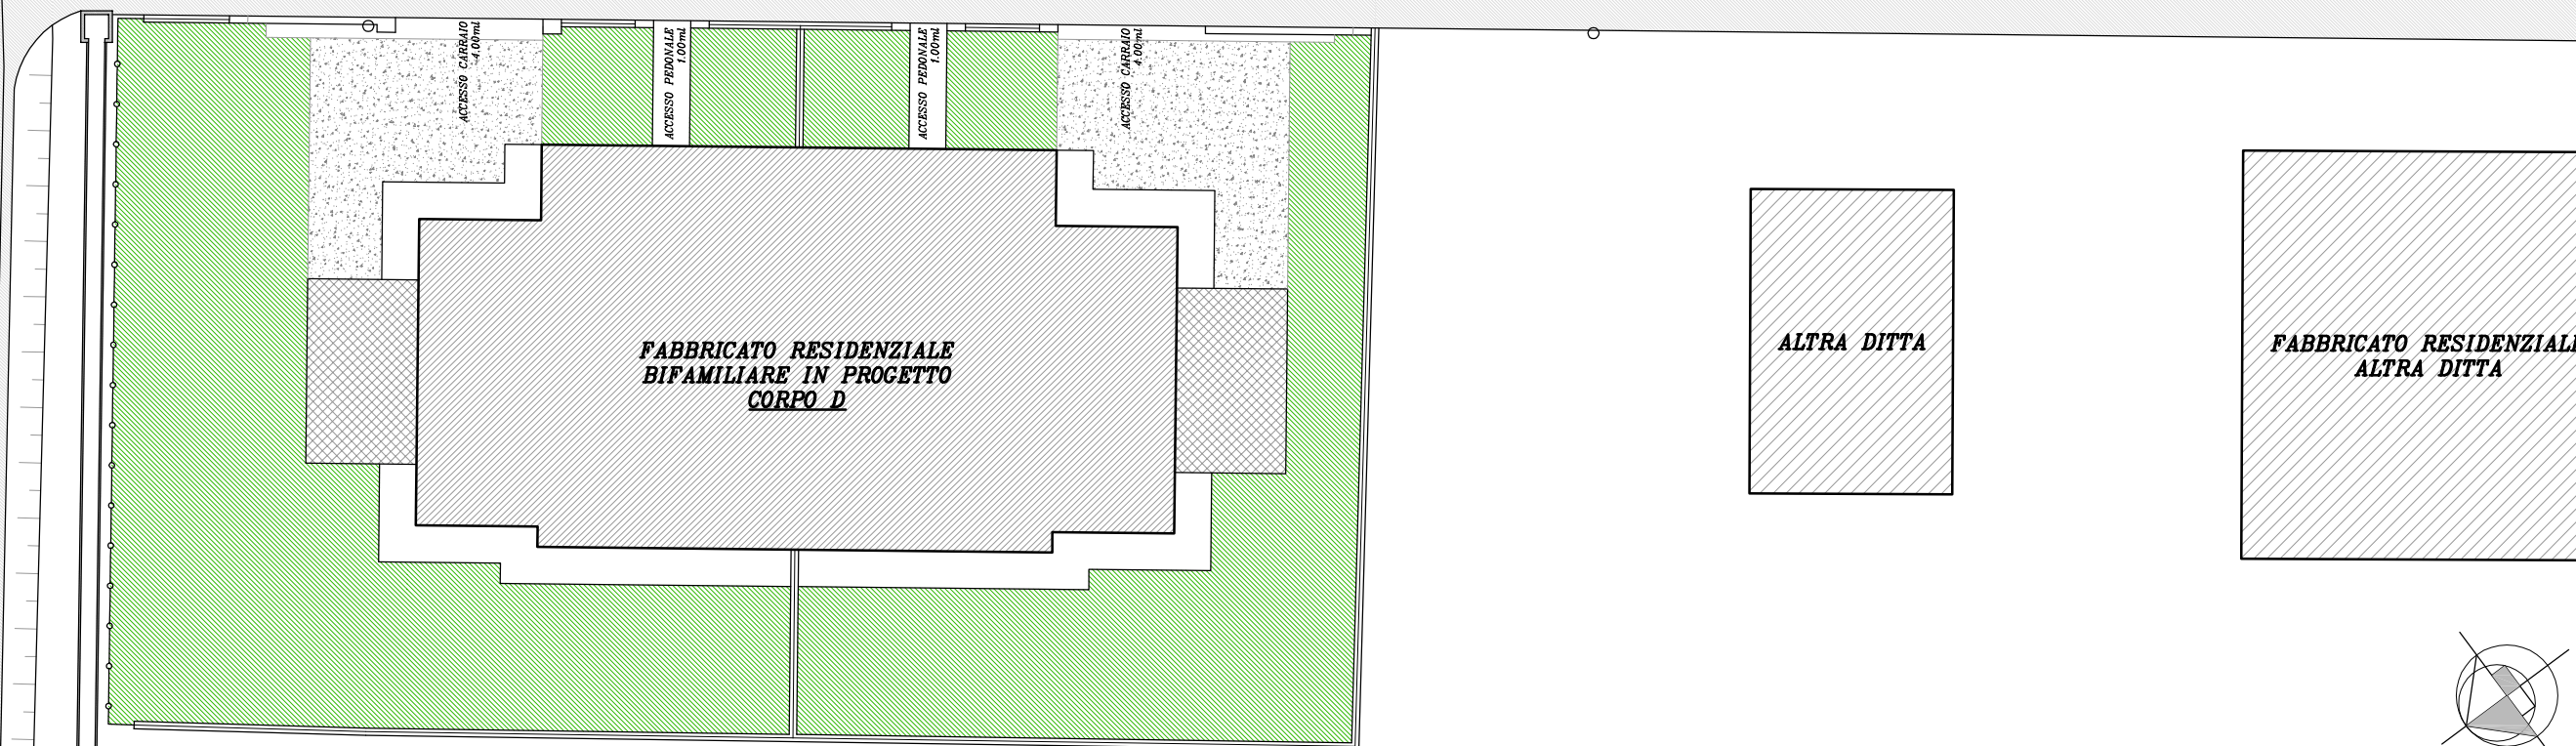 ACCESSO CARRAIO
4.00ml
ACCESSO PEDONALE
1.00ml
ACCESSO PEDONALE
1.00ml
ACCESSO CARRAIO
4.00ml
FABBRICATO RESIDENZIALE
BIFAMILIARE IN PROGETTO
CORPO D
ALTRA DITTA
FABBRICATO RESIDENZIALE
ALTRA DITTA